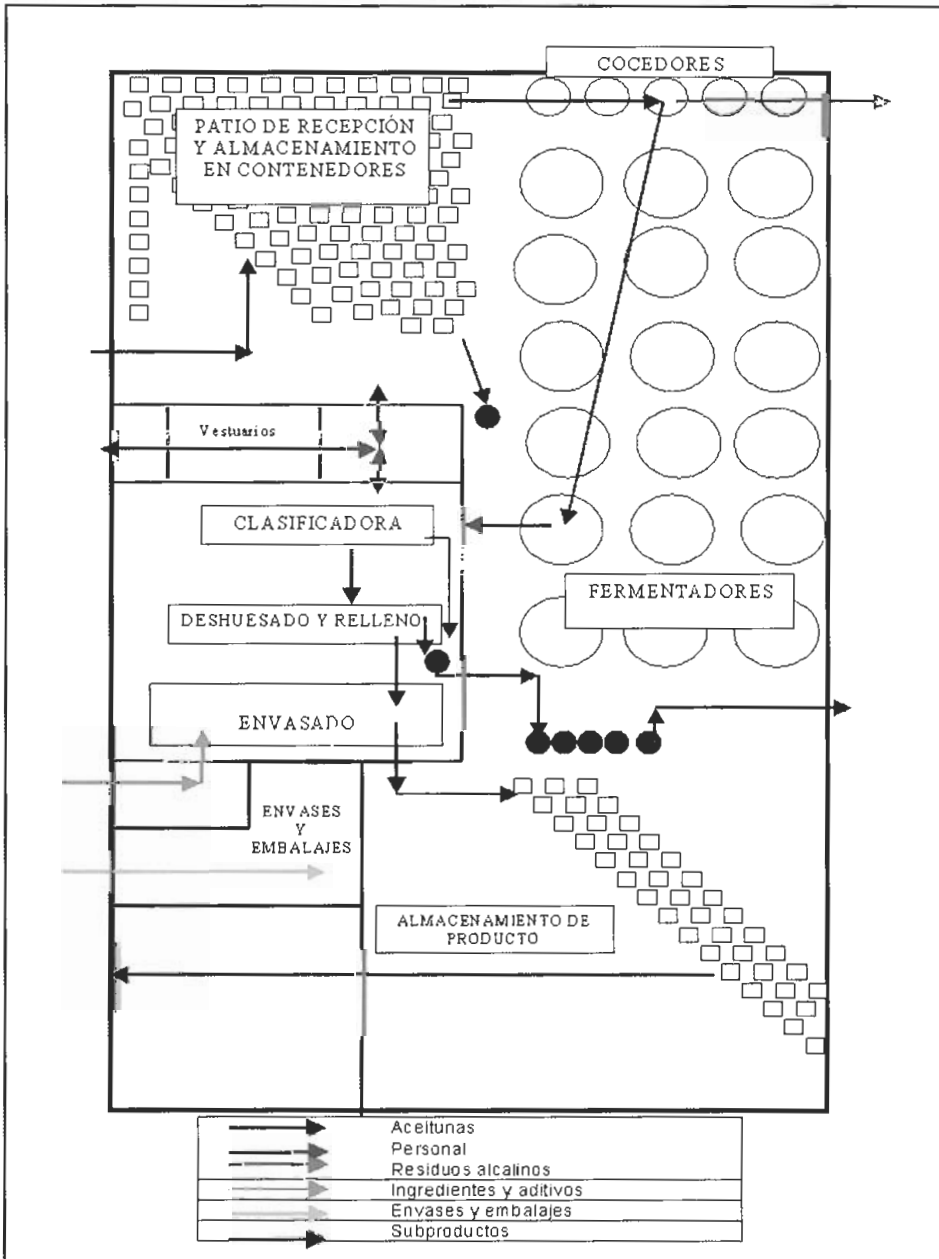 COCEDORES
PATIO DE RECEPCIÓN
Y ALMACENAMIENTO
EN CONTENEDORES
Vestuarios
CLASIFICADORA
DESHUESADO Y RELLENO
FERMENTADORES
ENVASADO
ENVASES
Y
EMBALAJES
ALMACENAMIENTO DE
PRODUCTO
Aceitunas
Personal
Residuos alcalinos
Ingredientes y aditivos
Envases y embalajes
Subproductos